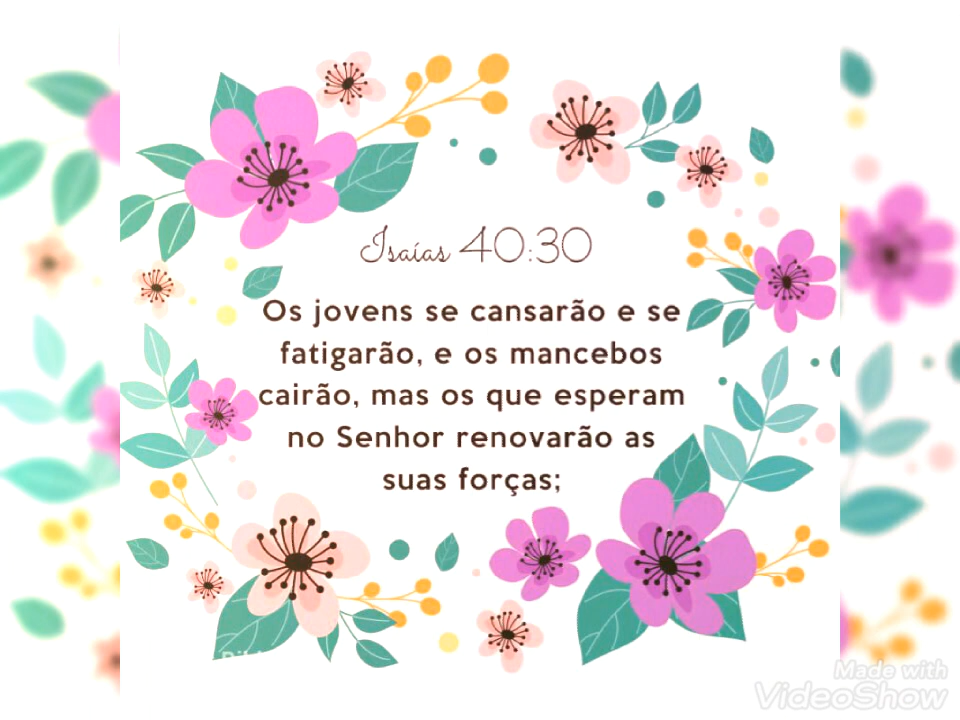 Isaías 40:30
Os jovens se cansarão e se
fatigarão, e os mancebos
cairão, mas os que esperam
no Senhor renovarão as
suas forças;
Made with
VideoShow